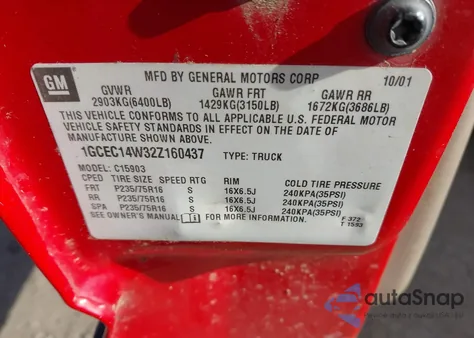 GM
MFD BY GENERAL MOTORS CORP 10/01
GVWR GAWR FRT GAWR RR
2903KG(6400LB) 1429KG(3150LB) 1672KG(3686LB)
THIS VEHICLE CONFORMS TO ALL APPLICABLE U.S. FEDERAL MOTOR
VEHICLE SAFETY STANDARDS IN EFFECT ON THE DATE OF
MANUFACTURE SHOWN ABOVE.
1GCEC14W32Z160437 TYPE: TRUCK
MODEL: C15903
CPED TIRE SIZE SPEED RTG RIM COLD TIRE PRESSURE
FRT P235/75R16 S 16X6.5J 240KPA(35PSI)
RR P235/75R16 S 16X6.5J 240KPA(35PSI)
SPA P235/75R16 S 16X6.5J 240KPA(35PSI)
SEE OWNER'S MANUAL FOR MORE INFORMATION. F 372
T 1593
autaSnap